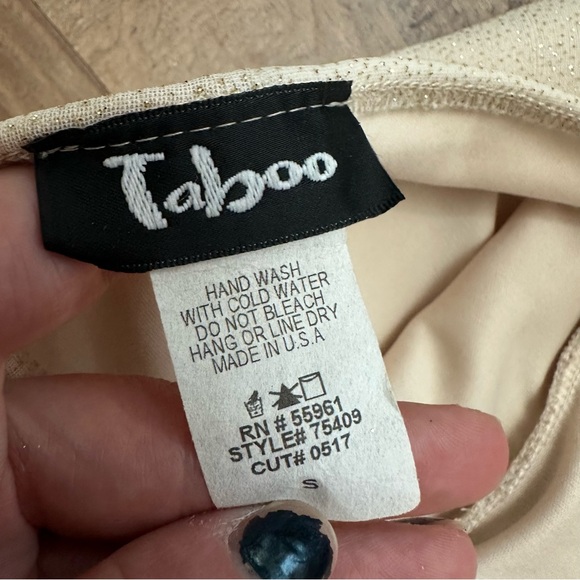 Taboo
HAND WASH
WITH COLD WATER
DO NOT BLEACH
HANG OR LINE DRY
MADE IN U.S.A
RN # 55961
STYLE# 75409
CUT# 0517
S